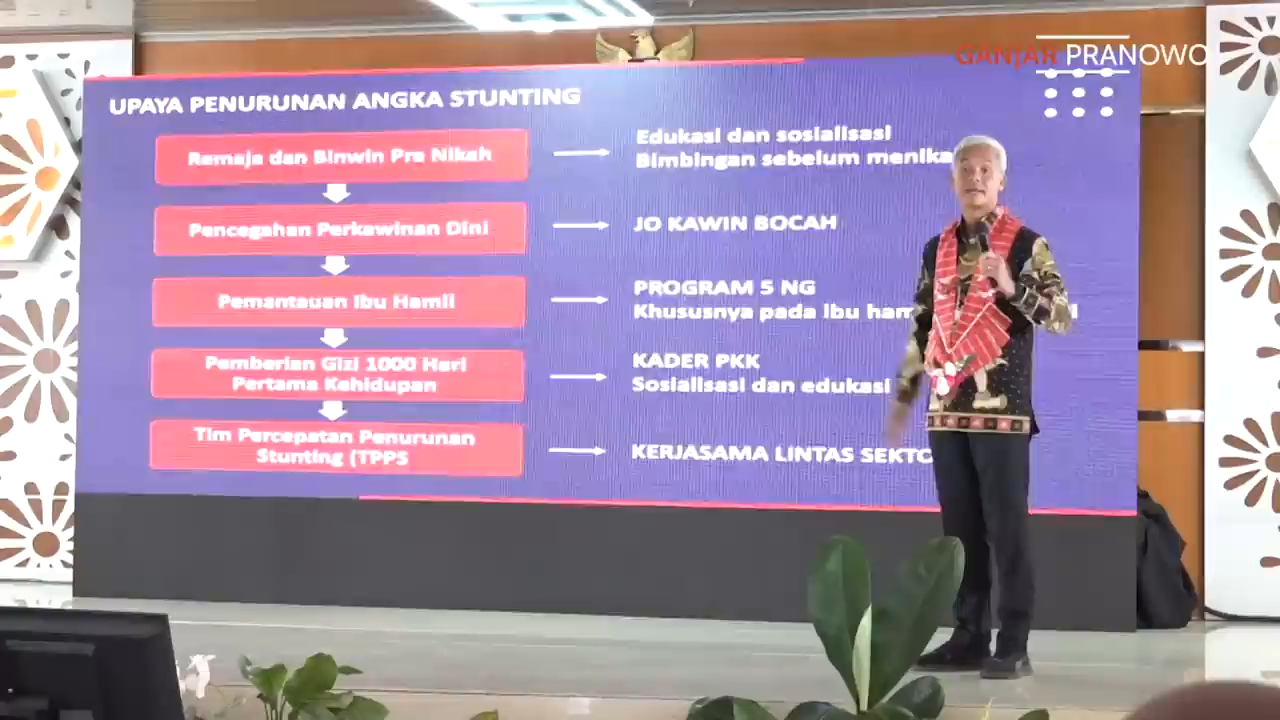 GANJAR PRANOWO
UPAYA PENURUNAN ANGKA STUNTING
Remaja dan Binwin Pra Nikah
Edukasi dan sosialisasi
Bimbingan sebelum menika
Pencegahan Perkawinan Dini
JO KAWIN BOCAH
Pemantauan Ibu Hamil
PROGRAM 5 NG
Khususnya pada Ibu ham
Pemberian Gizi 1000 Hari
Pertama Kehidupan
KADER PKK
Sosialisasi dan edukasi
Tim Percepatan Penurunan
Stunting (TPPS
KERJASAMA LINTAS SEKTO